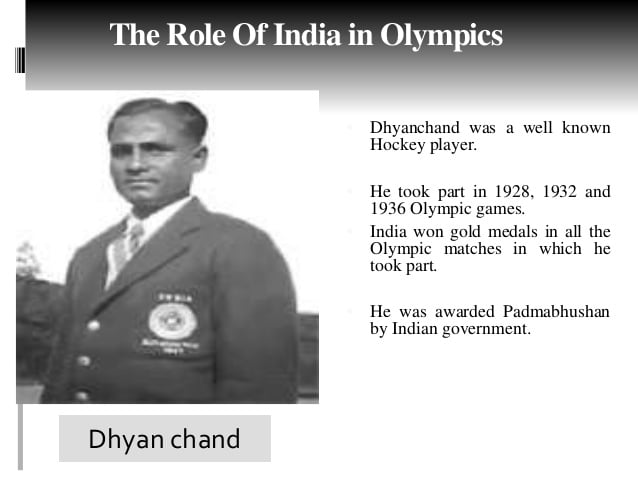 The Role Of India in Olympics
Dhyanchand was a well known
Hockey player.
He took part in 1928, 1932 and
1936 Olympic games.
India won gold medals in all the
Olympic matches in which he
took part.
He was awarded Padmabhushan
by Indian government.
Dhyan chand